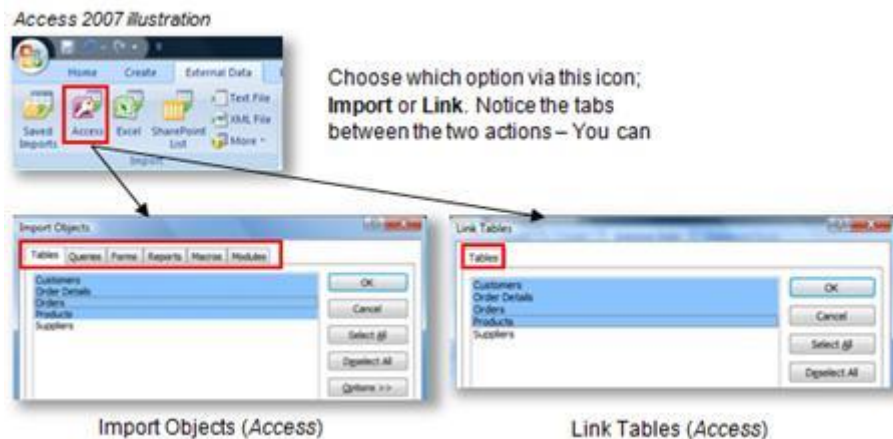 Access 2007 illustration
Home Create External Data
Saved Imports
Access
Excel
SharePoint List
Text File
XML File
More
Import
Choose which option via this icon;
Import or Link. Notice the tabs
between the two actions – You can
Import Objects
Tables Queries Forms Reports Macros Modules
Customers
Order Details
Orders
Products
Suppliers
OK
Cancel
Select All
Deselect All
Options >>
Link Tables
Tables
Customers
Order Details
Orders
Products
Suppliers
OK
Cancel
Select All
Deselect All
Import Objects (Access)
Link Tables (Access)